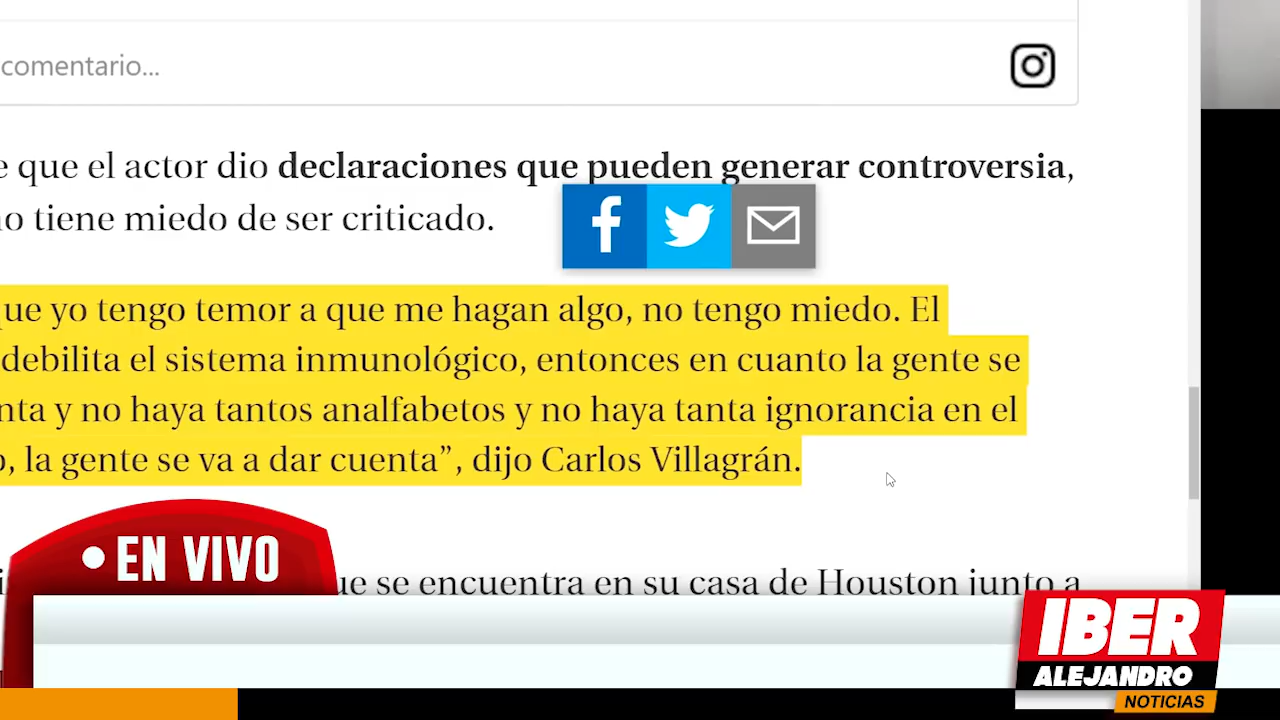 comentario...
e que el actor dio declaraciones que pueden generar controversia,
no tiene miedo de ser criticado.
que yo tengo temor a que me hagan algo, no tengo miedo. El
debilita el sistema inmunológico, entonces en cuanto la gente se
nta y no haya tantos analfabetos y no haya tanta ignorancia en el
o, la gente se va a dar cuenta”, dijo Carlos Villagrán.
EN VIVO
ue se encuentra en su casa de Houston junto a
IBER
ALEJANDRO
NOTICIAS